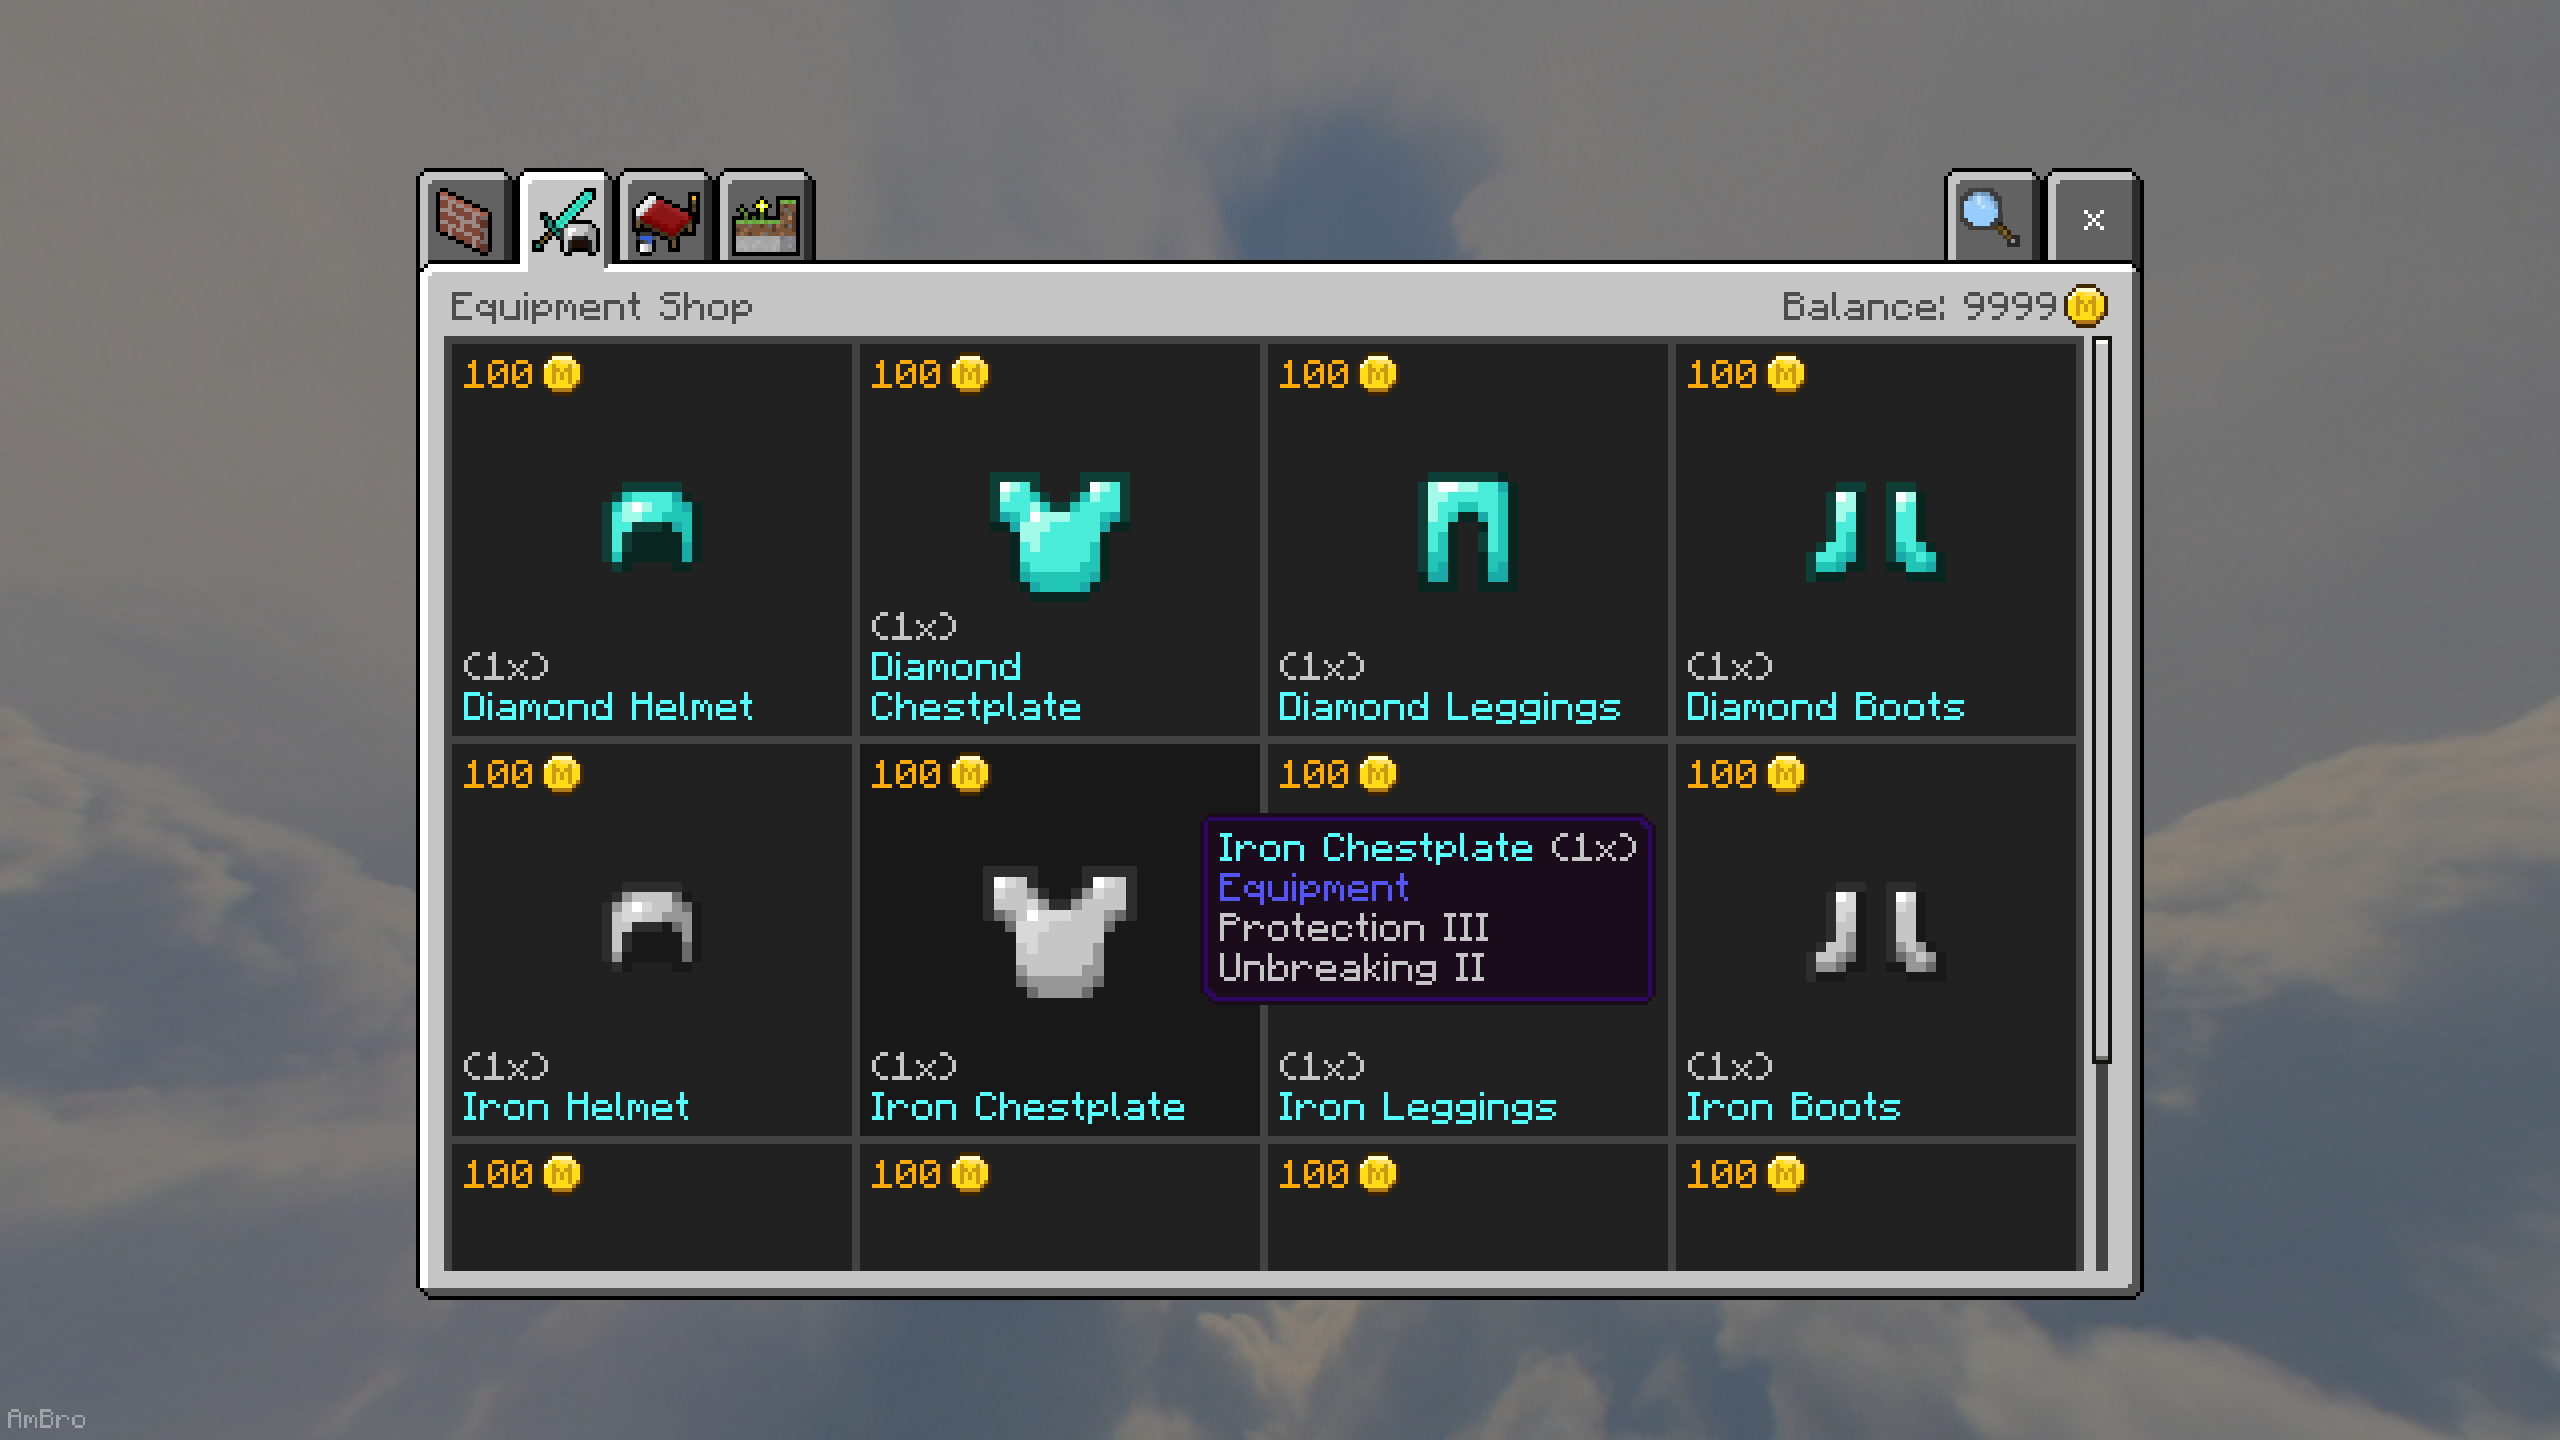 ×
Equipment Shop
Balance: 9999 M
100 M
100 M
100 M
100 M
(1x)
Diamond Helmet
(1x)
Diamond
Chestplate
(1x)
Diamond Leggings
(1x)
Diamond Boots
100 M
100 M
100 M
100 M
Iron Chestplate (1x)
Equipment
Protection III
Unbreaking II
(1x)
Iron Helmet
(1x)
Iron Chestplate
(1x)
Iron Leggings
(1x)
Iron Boots
100 M
100 M
100 M
100 M
AmBro